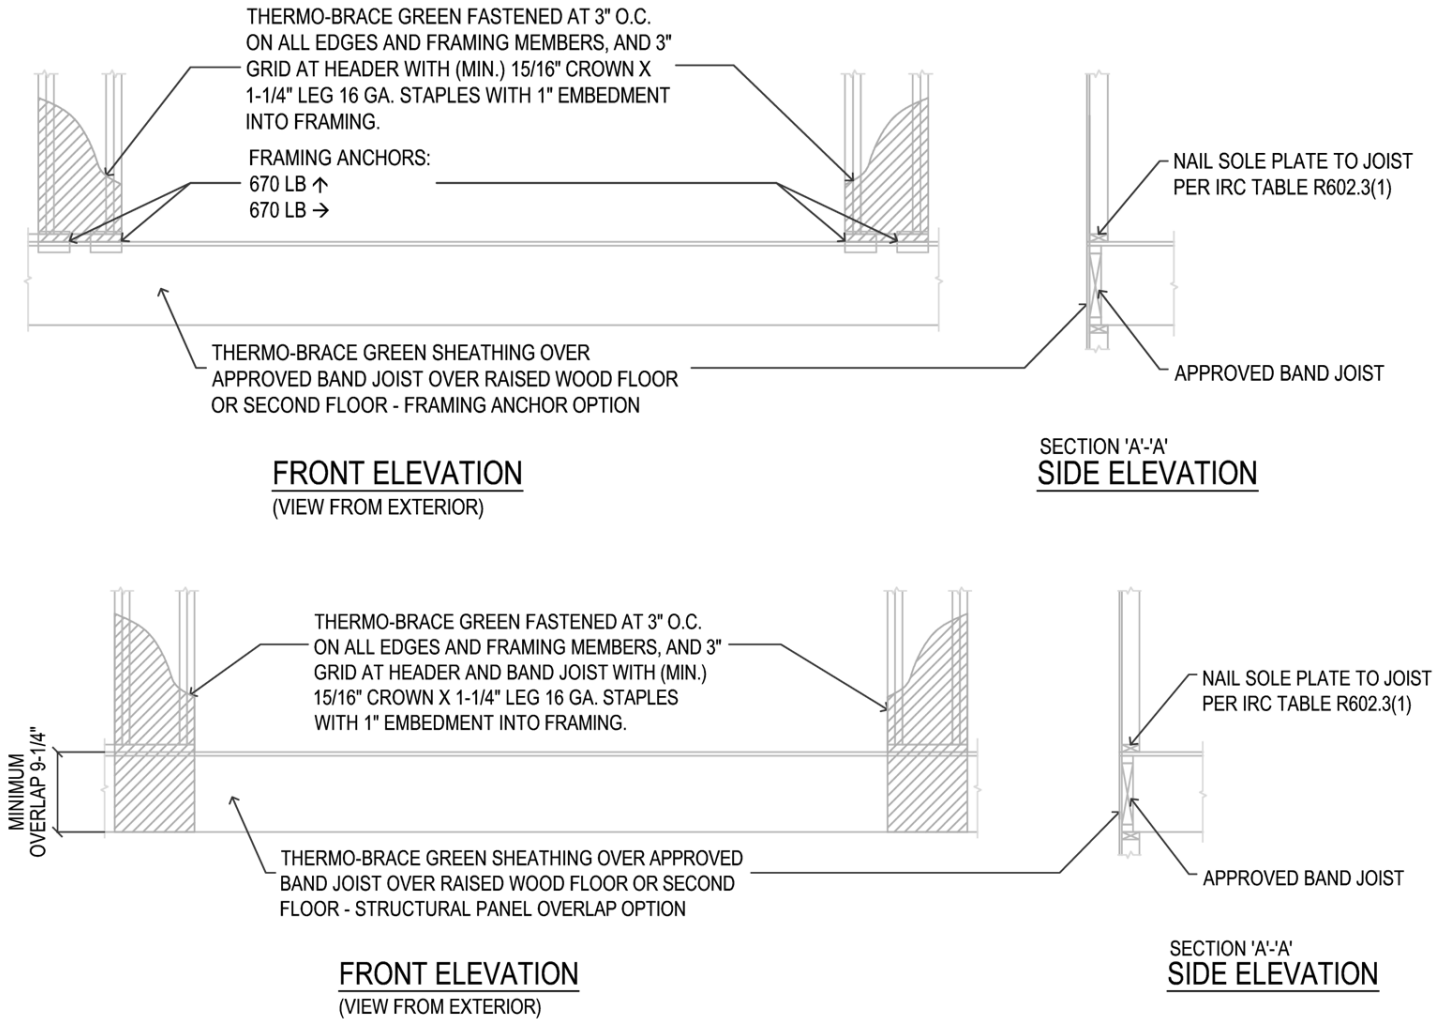 THERMO-BRACE GREEN FASTENED AT 3" O.C.
ON ALL EDGES AND FRAMING MEMBERS, AND 3"
GRID AT HEADER WITH (MIN.) 15/16" CROWN X
1-1/4" LEG 16 GA. STAPLES WITH 1" EMBEDMENT
INTO FRAMING.
FRAMING ANCHORS:
670 LB ↑
670 LB →
NAIL SOLE PLATE TO JOIST
PER IRC TABLE R602.3(1)
THERMO-BRACE GREEN SHEATHING OVER
APPROVED BAND JOIST OVER RAISED WOOD FLOOR
OR SECOND FLOOR - FRAMING ANCHOR OPTION
APPROVED BAND JOIST
FRONT ELEVATION
(VIEW FROM EXTERIOR)
SECTION 'A'-'A'
SIDE ELEVATION
THERMO-BRACE GREEN FASTENED AT 3" O.C.
ON ALL EDGES AND FRAMING MEMBERS, AND 3"
GRID AT HEADER AND BAND JOIST WITH (MIN.)
15/16" CROWN X 1-1/4" LEG 16 GA. STAPLES
WITH 1" EMBEDMENT INTO FRAMING.
NAIL SOLE PLATE TO JOIST
PER IRC TABLE R602.3(1)
MINIMUM
OVERLAP 9-1/4"
THERMO-BRACE GREEN SHEATHING OVER APPROVED
BAND JOIST OVER RAISED WOOD FLOOR OR SECOND
FLOOR - STRUCTURAL PANEL OVERLAP OPTION
APPROVED BAND JOIST
FRONT ELEVATION
(VIEW FROM EXTERIOR)
SECTION 'A'-'A'
SIDE ELEVATION